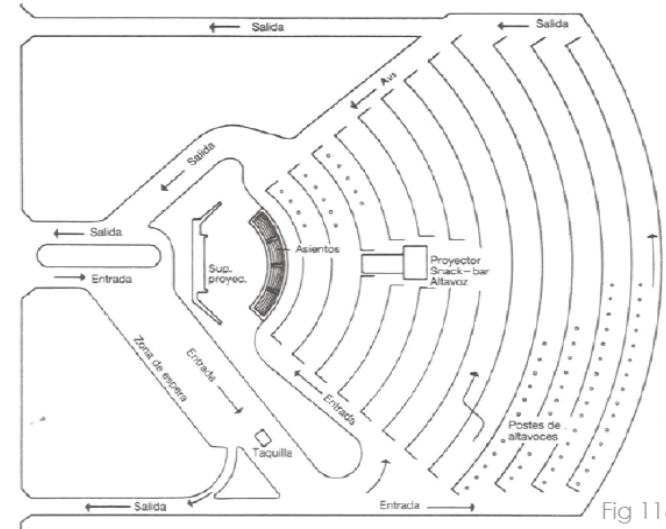 Salida
Salida
Aus
Salida
Salida
Asientos
Entrada
Sup.
proyec.
Proyector
Snack-bar
Altavoz
Zona de espera
Entrada
Entrada
Taquilla
Postes de
altavoces
Salida
Entrada